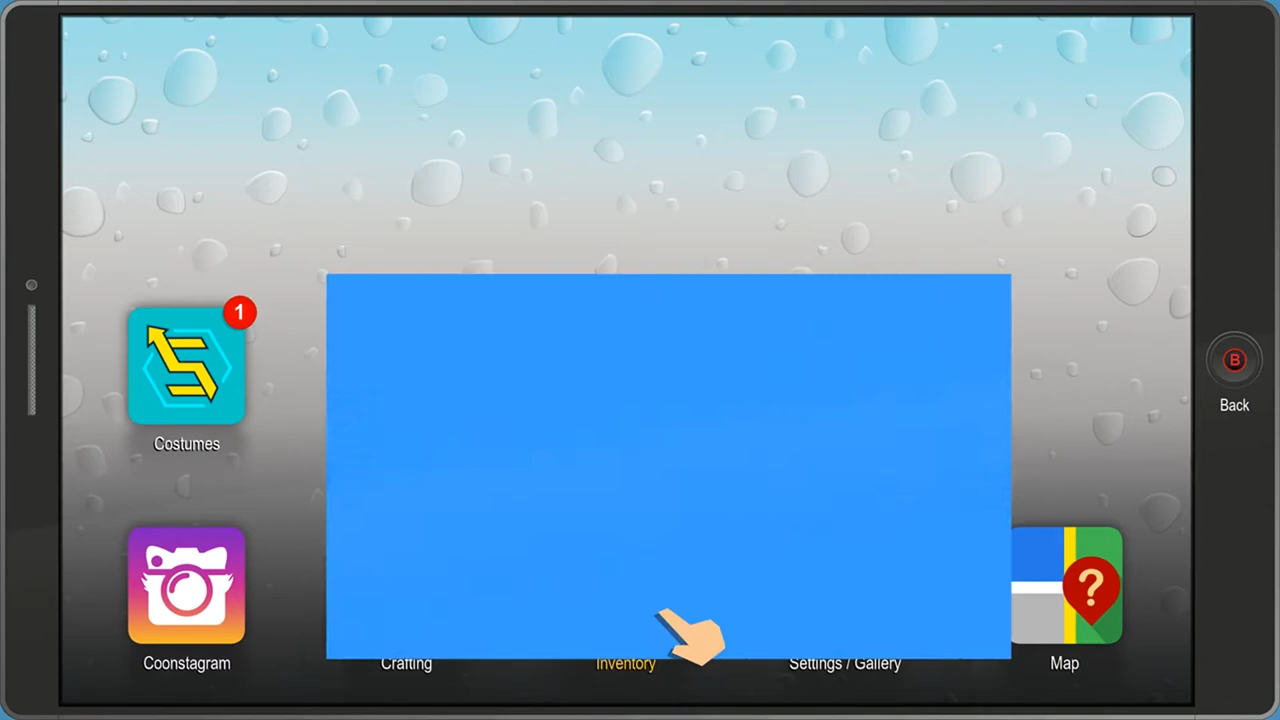 1
Costumes
B
Back
?
Coonstagram
Crafting
Inventory
Settings / Gallery
Map